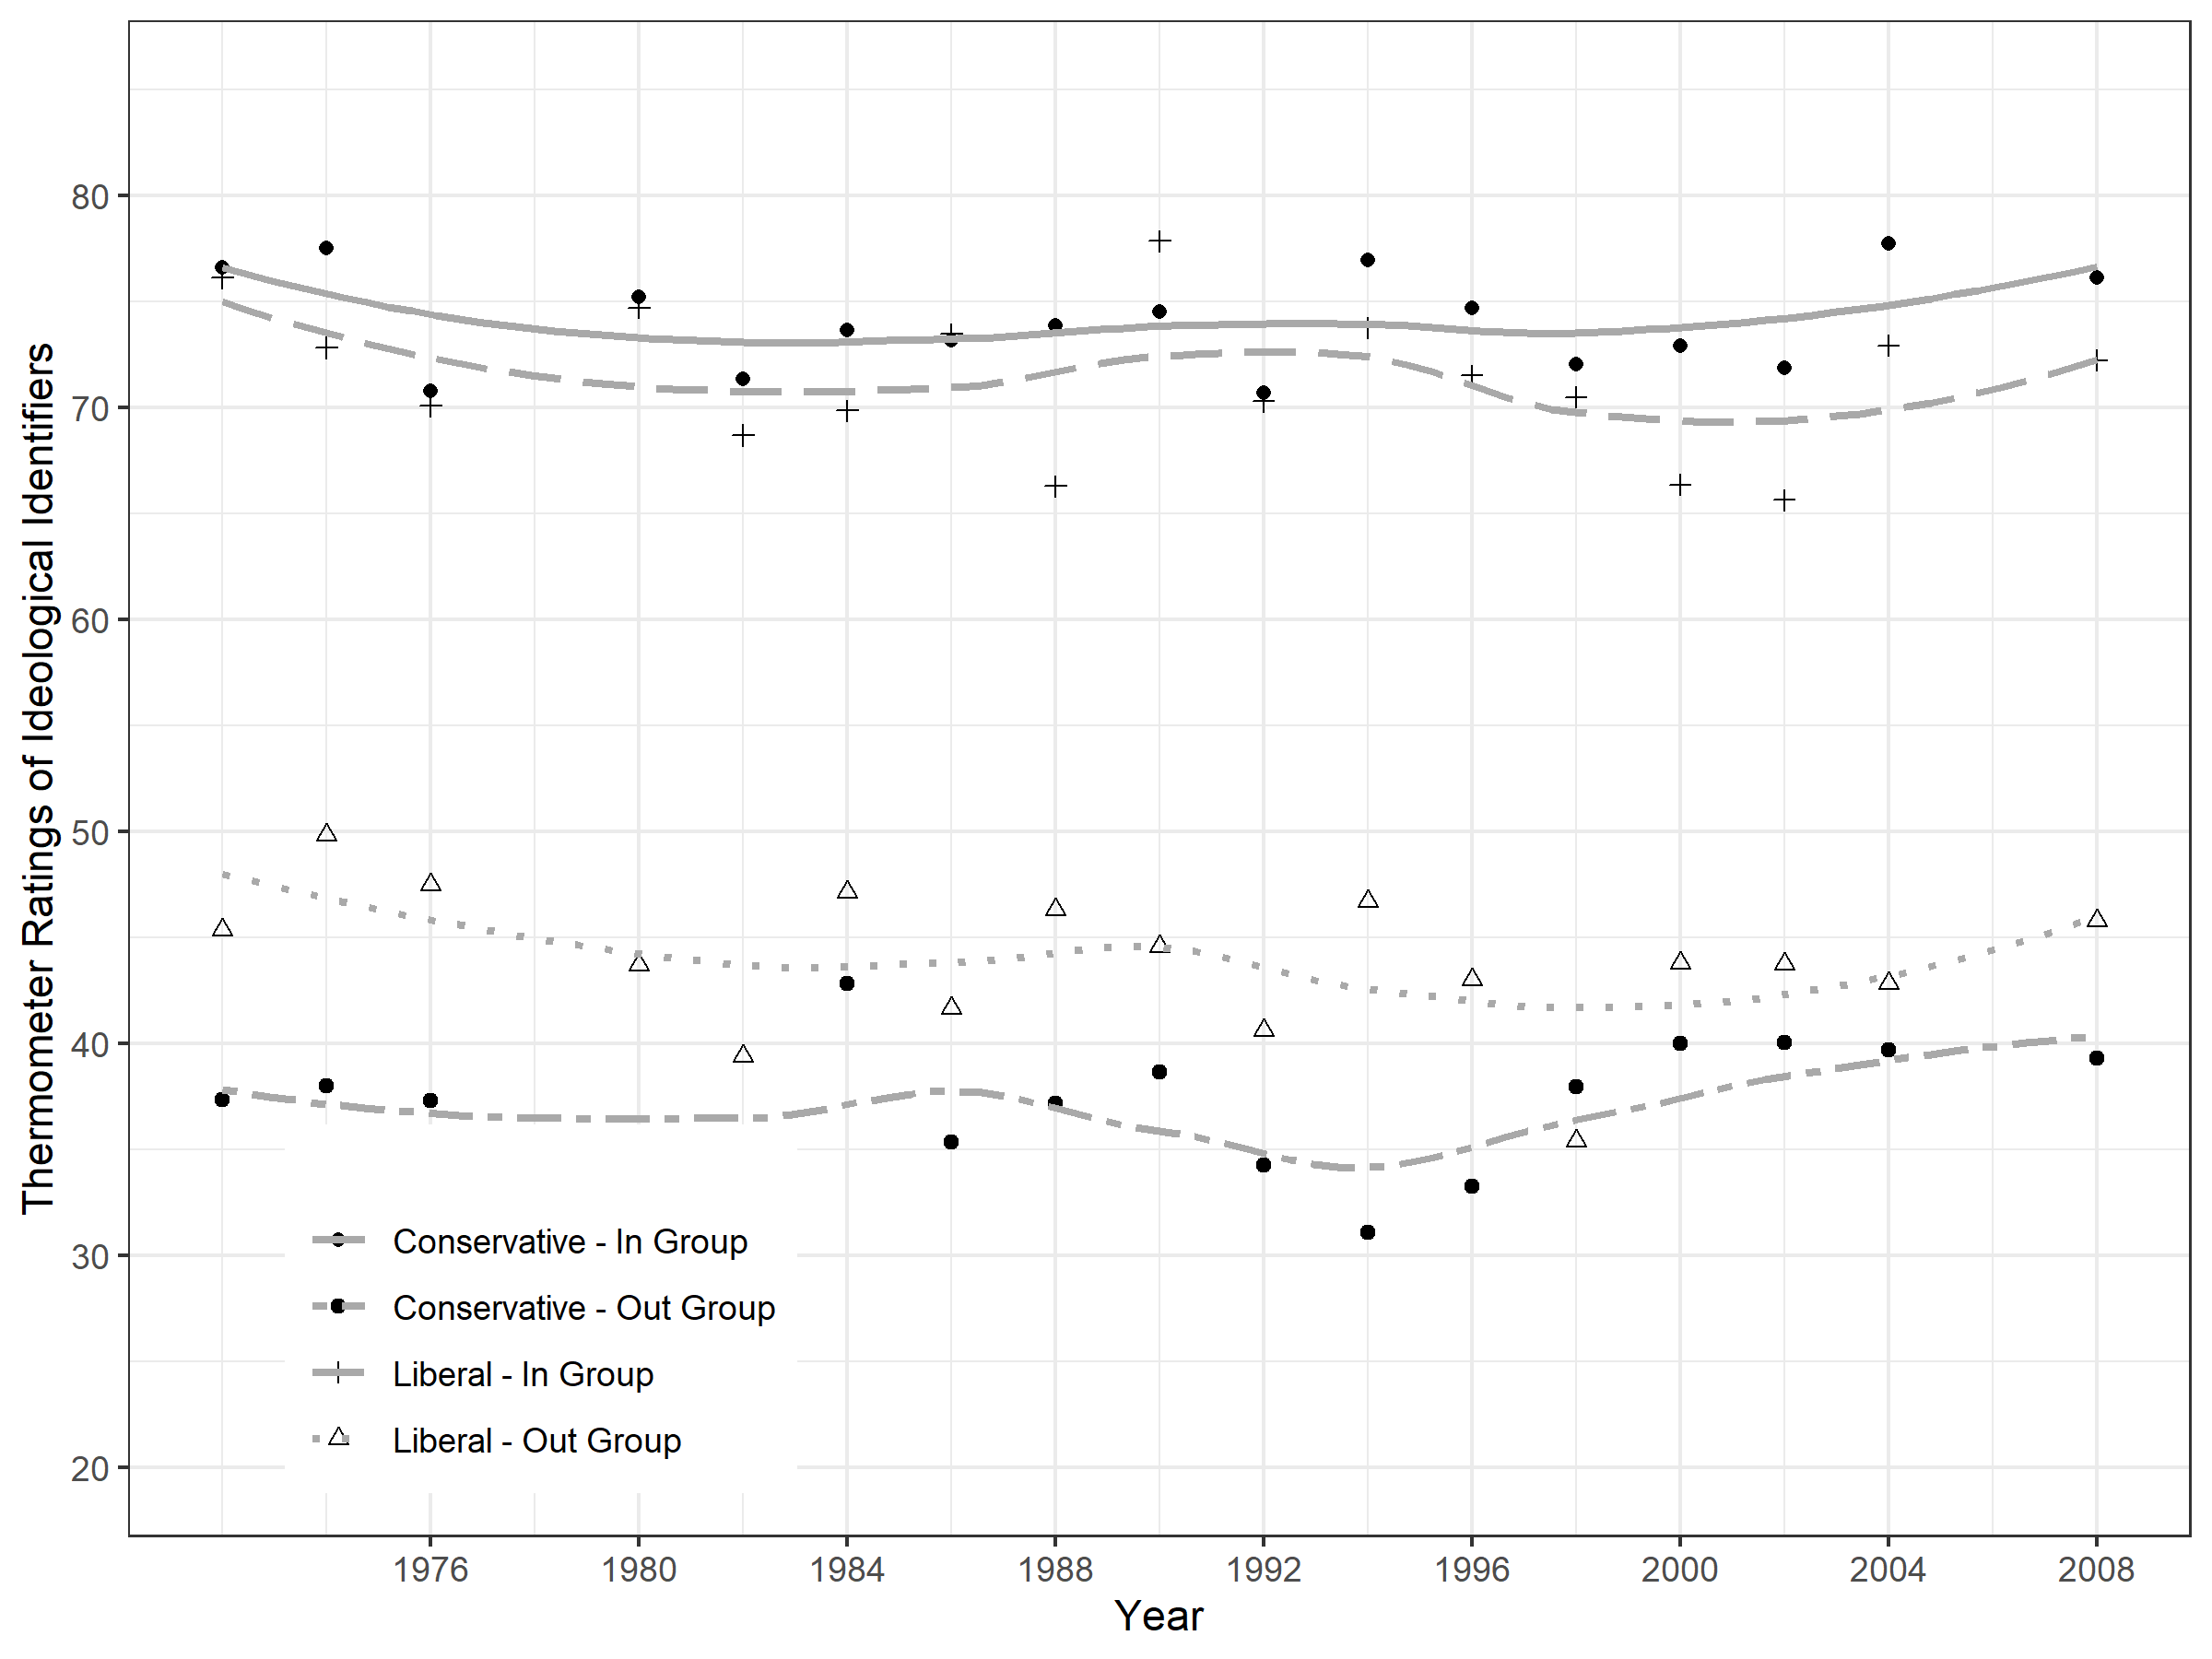 Thermometer Ratings of Ideological Identifiers
80
70
60
50
40
30
20
Conservative - In Group
Conservative - Out Group
Liberal - In Group
Liberal - Out Group
1976 1980 1984 1988 1992 1996 2000 2004 2008
Year